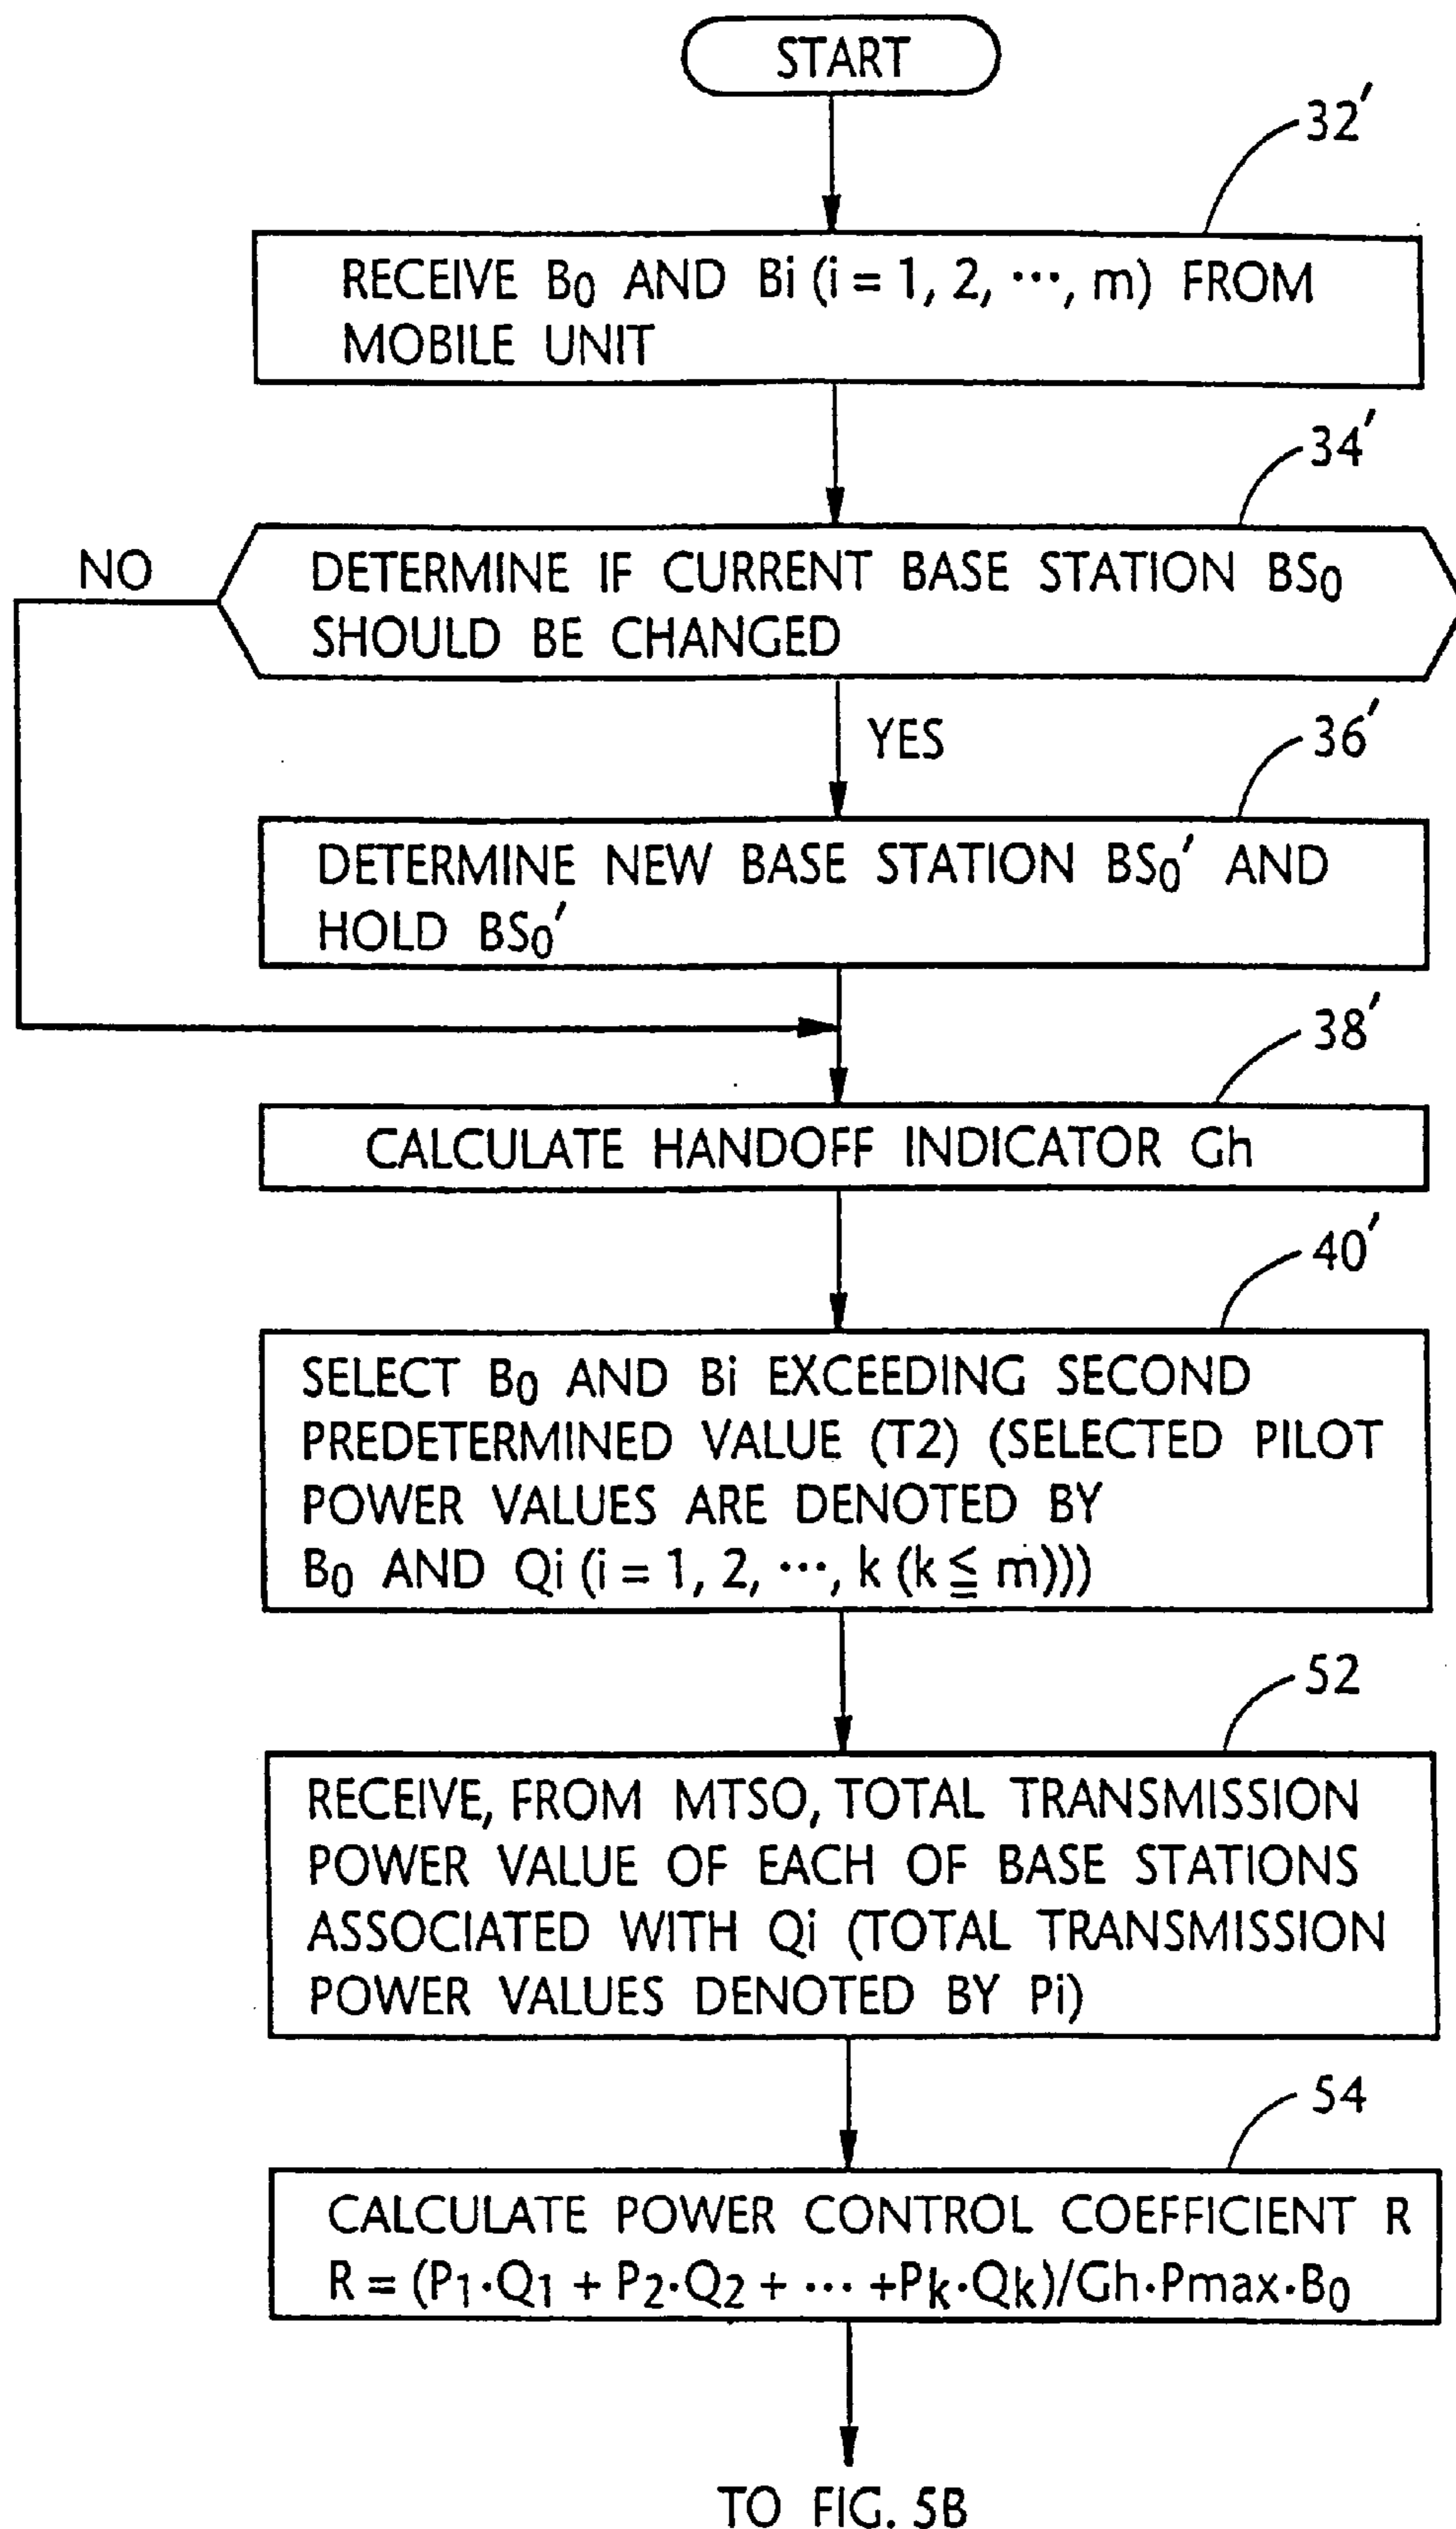 START
32′
RECEIVE B0 AND Bi (i = 1, 2, ⋯, m) FROM
MOBILE UNIT
34′
NO
DETERMINE IF CURRENT BASE STATION BS0
SHOULD BE CHANGED
YES
36′
DETERMINE NEW BASE STATION BS0′ AND
HOLD BS0′
38′
CALCULATE HANDOFF INDICATOR Gh
40′
SELECT B0 AND Bi EXCEEDING SECOND
PREDETERMINED VALUE (T2) (SELECTED PILOT
POWER VALUES ARE DENOTED BY
B0 AND Qi (i = 1, 2, ⋯, k (k ≦ m)))
52
RECEIVE, FROM MTSO, TOTAL TRANSMISSION
POWER VALUE OF EACH OF BASE STATIONS
ASSOCIATED WITH Qi (TOTAL TRANSMISSION
POWER VALUES DENOTED BY Pi)
54
CALCULATE POWER CONTROL COEFFICIENT R
R = (P1·Q1 + P2·Q2 + ⋯ +Pk·Qk)/Gh·Pmax·B0
TO FIG. 5B